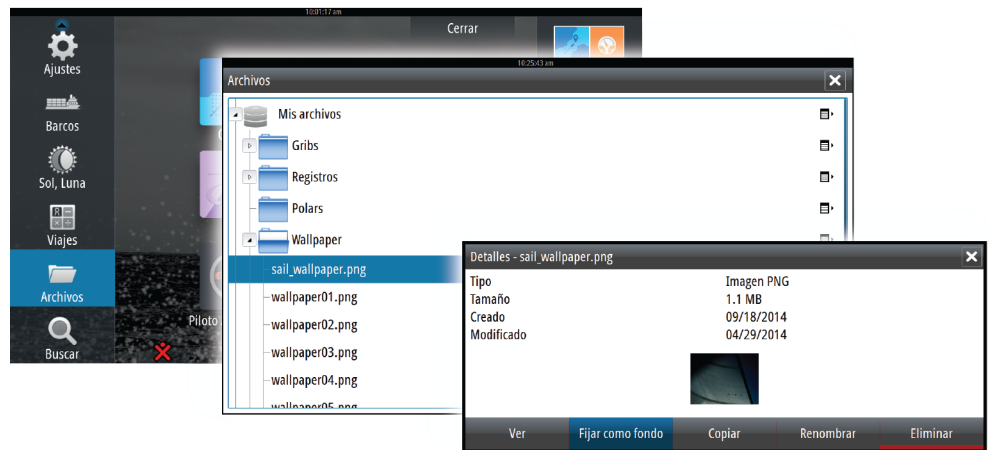 10:01:17 am
Cerrar
Ajustes
Barcos
Sol, Luna
Viajes
Archivos
Buscar
Piloto
10:25:43 am
Archivos
Mis archivos
Gribs
Registros
Polars
Wallpaper
sail_wallpaper.png
wallpaper01.png
wallpaper02.png
wallpaper03.png
wallpaper04.png
wallpaper05.png
Detalles - sail_wallpaper.png
Tipo Imagen PNG
Tamaño 1.1 MB
Creado 09/18/2014
Modificado 04/29/2014
Ver Fijar como fondo Copiar Renombrar Eliminar